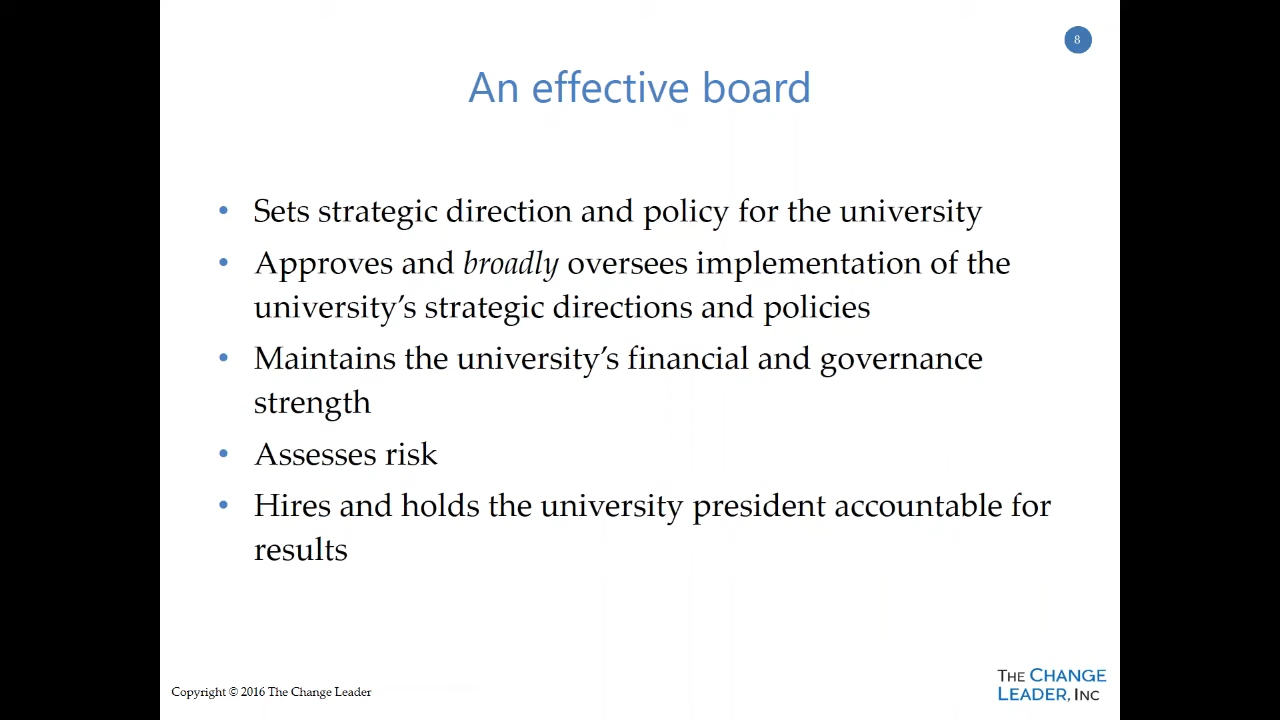 8
An effective board
• Sets strategic direction and policy for the university
• Approves and broadly oversees implementation of the
university’s strategic directions and policies
• Maintains the university’s financial and governance
strength
• Assesses risk
• Hires and holds the university president accountable for
results
Copyright © 2016 The Change Leader
THE CHANGE
LEADER, INC